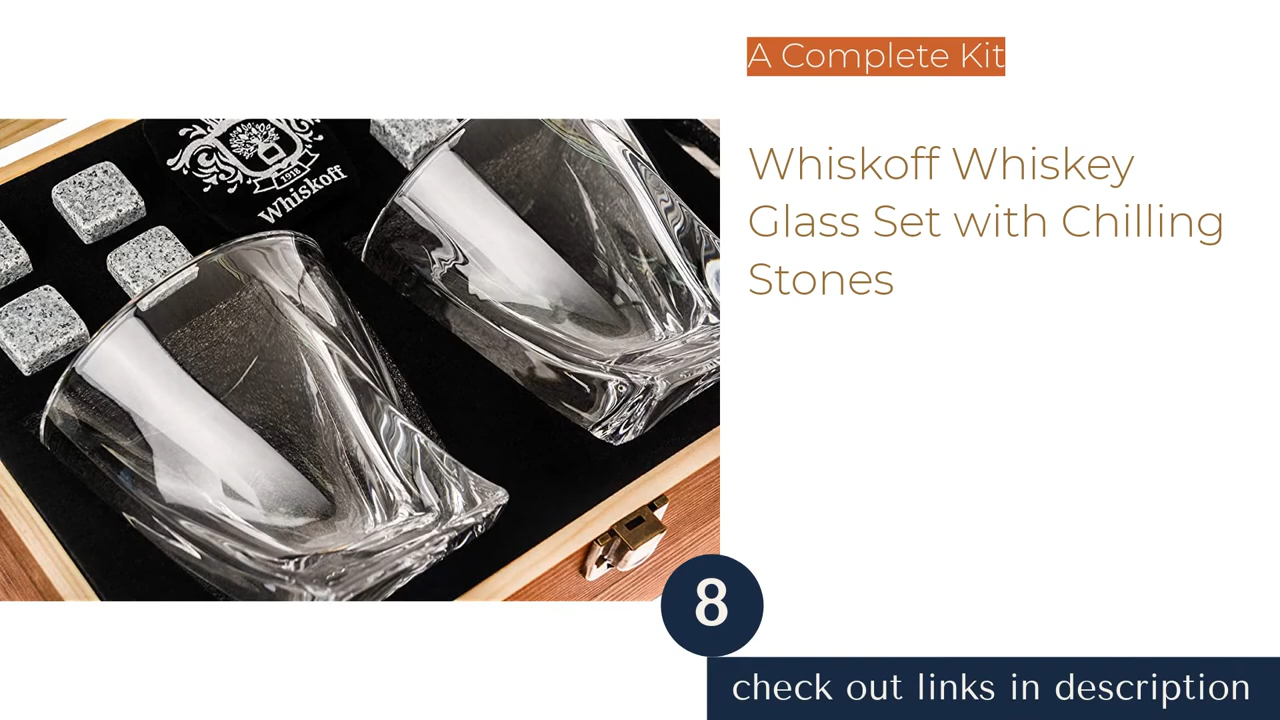 A Complete Kit
Whiskoff Whiskey
Glass Set with Chilling
Stones
1918
Whiskoff
8
check out links in description